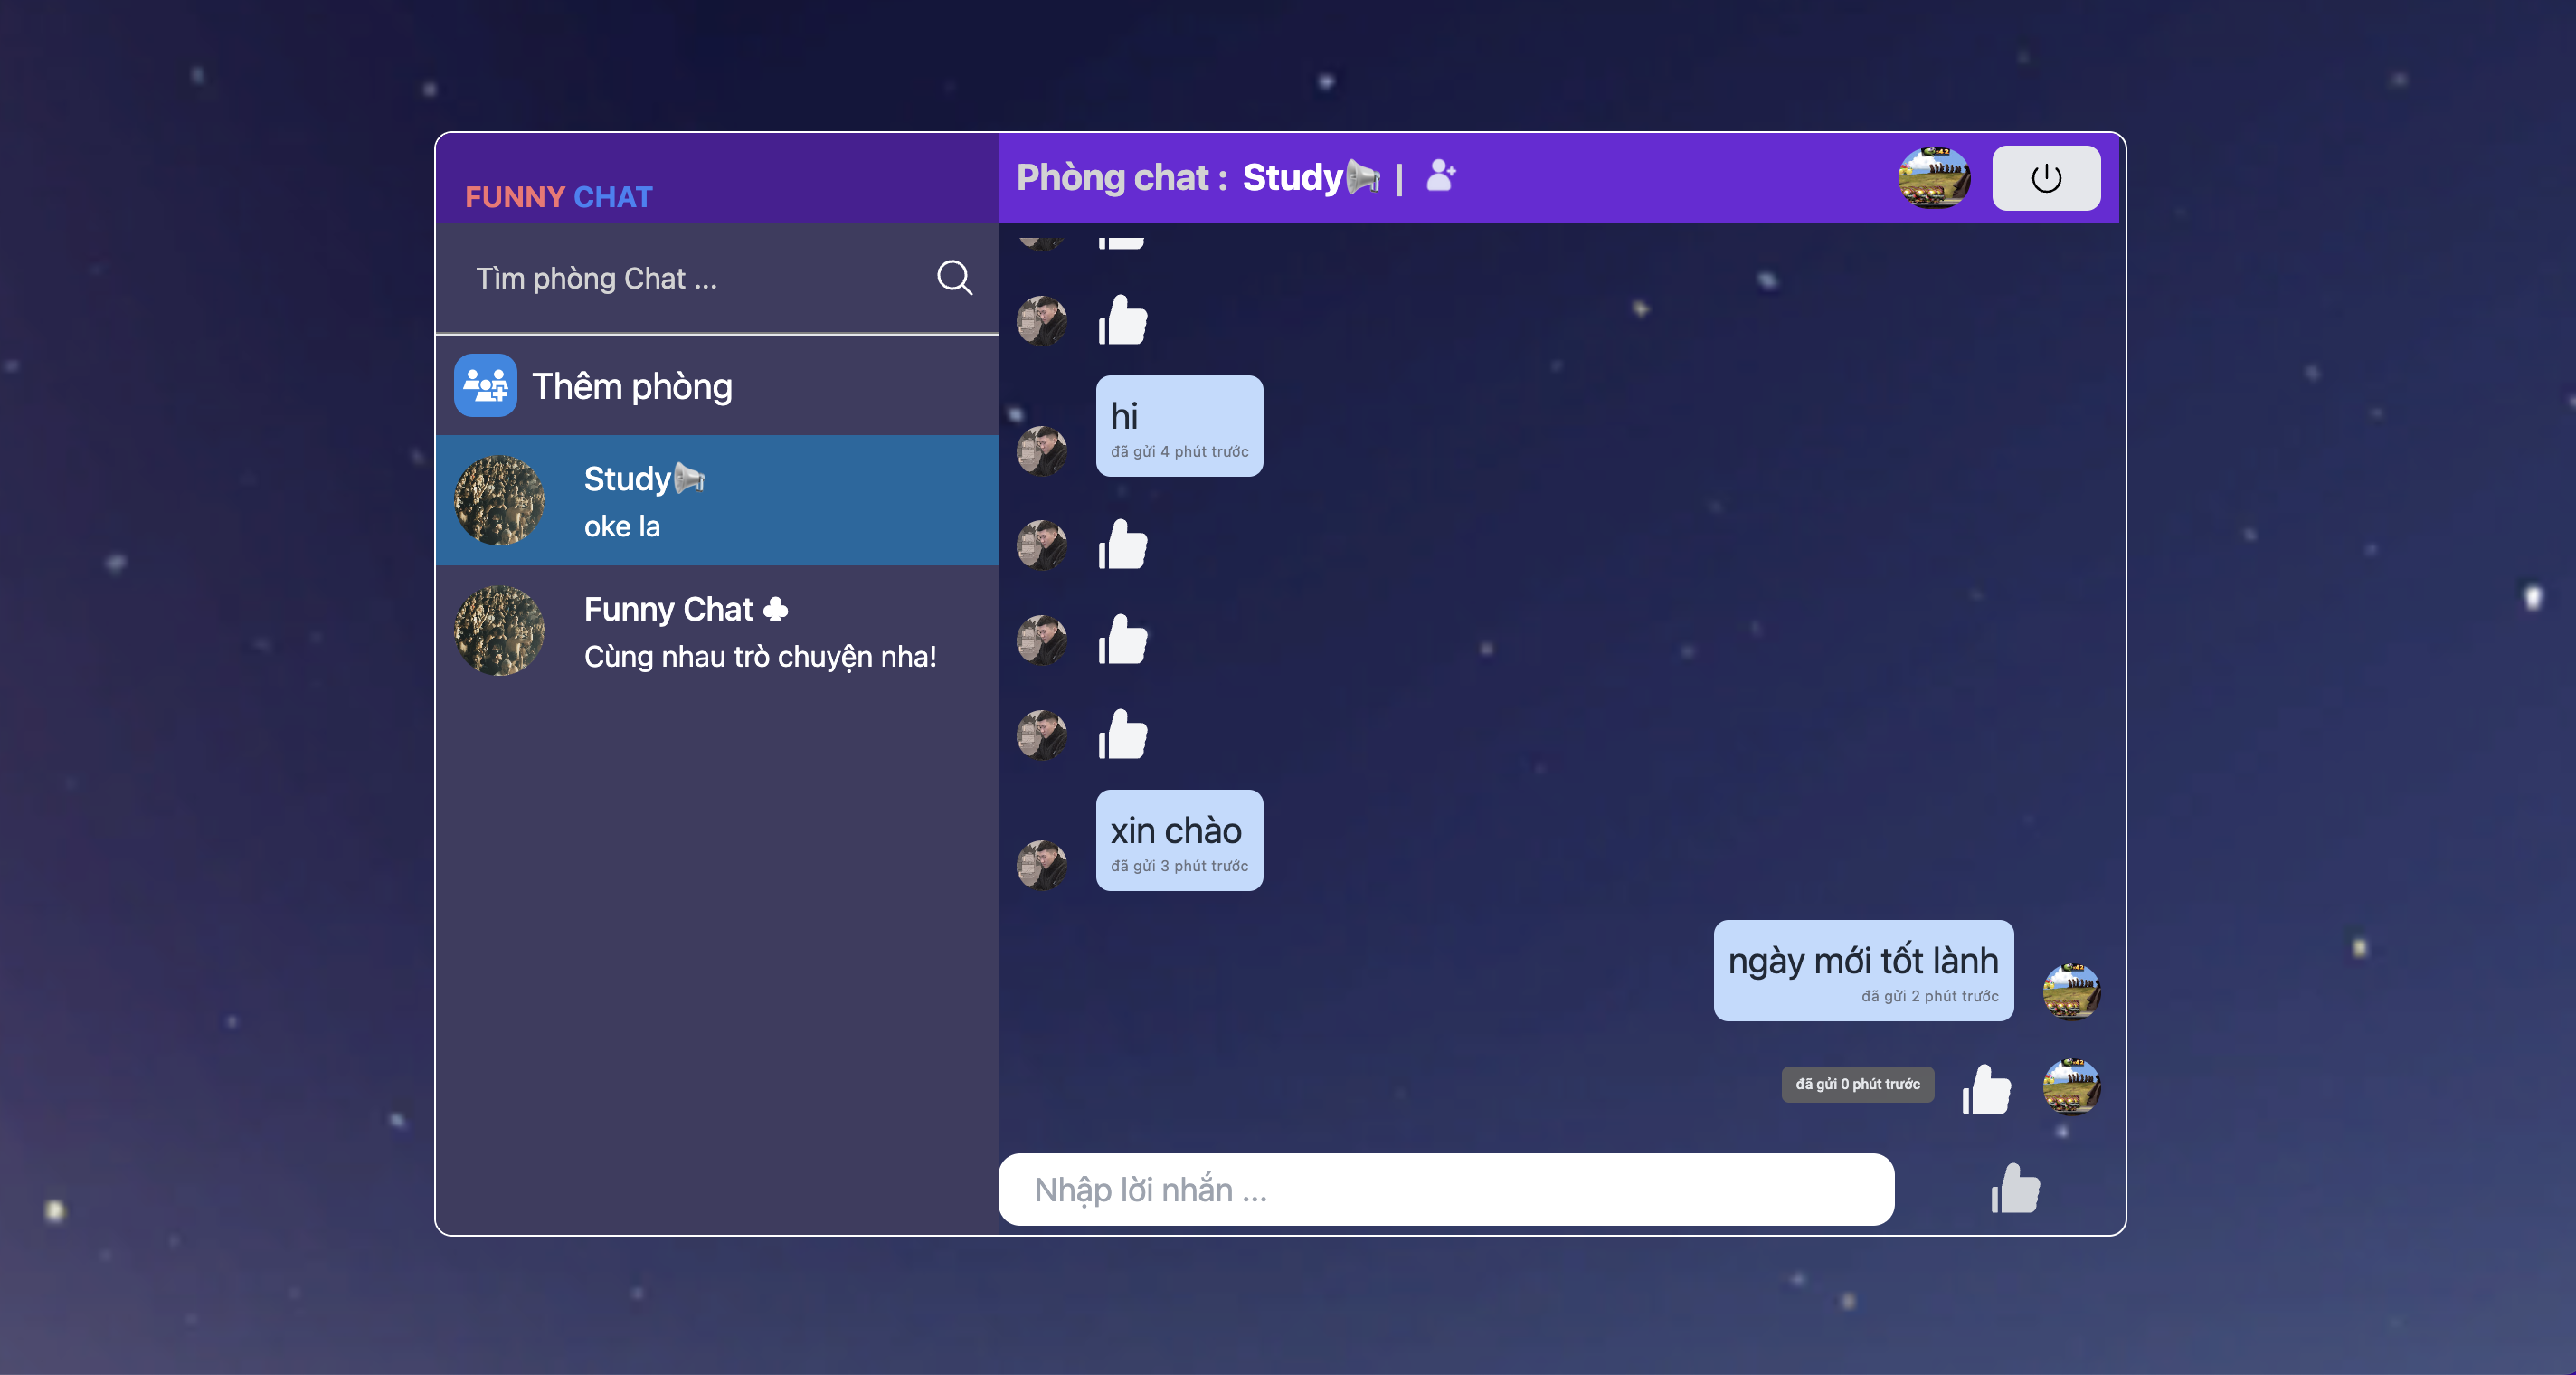 FUNNY CHAT
Phòng chat : Study📢 |
Tìm phòng Chat ...
Thêm phòng
Study📢
oke la
Funny Chat ♣
Cùng nhau trò chuyện nha!
hi
đã gửi 4 phút trước
xin chào
đã gửi 3 phút trước
ngày mới tốt lành
đã gửi 2 phút trước
đã gửi 0 phút trước
Nhập lời nhắn ...